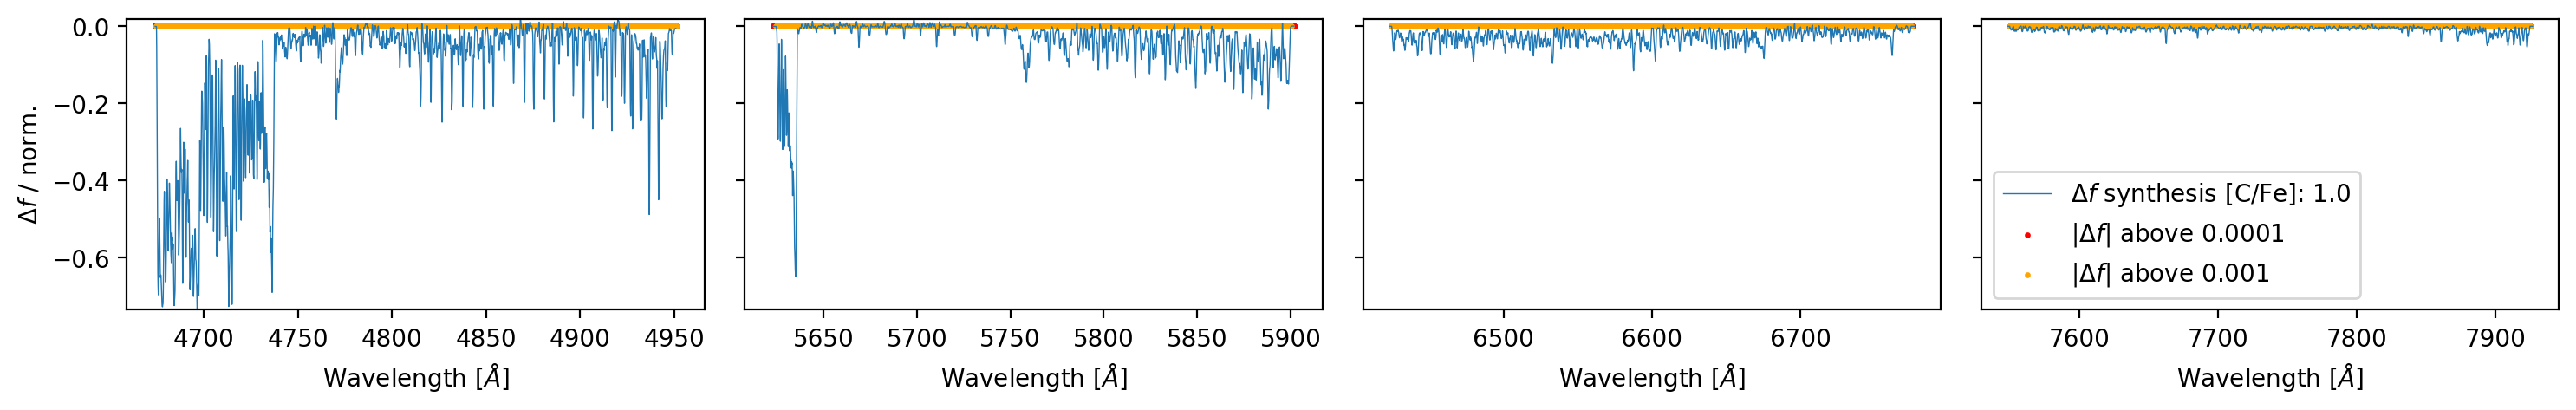 Δf / norm.
0.0
−0.2
−0.4
−0.6
4700 4750 4800 4850 4900 4950
Wavelength [Å]
5650 5700 5750 5800 5850 5900
Wavelength [Å]
6500 6600 6700
Wavelength [Å]
Δf synthesis [C/Fe]: 1.0
|Δf| above 0.0001
|Δf| above 0.001
7600 7700 7800 7900
Wavelength [Å]